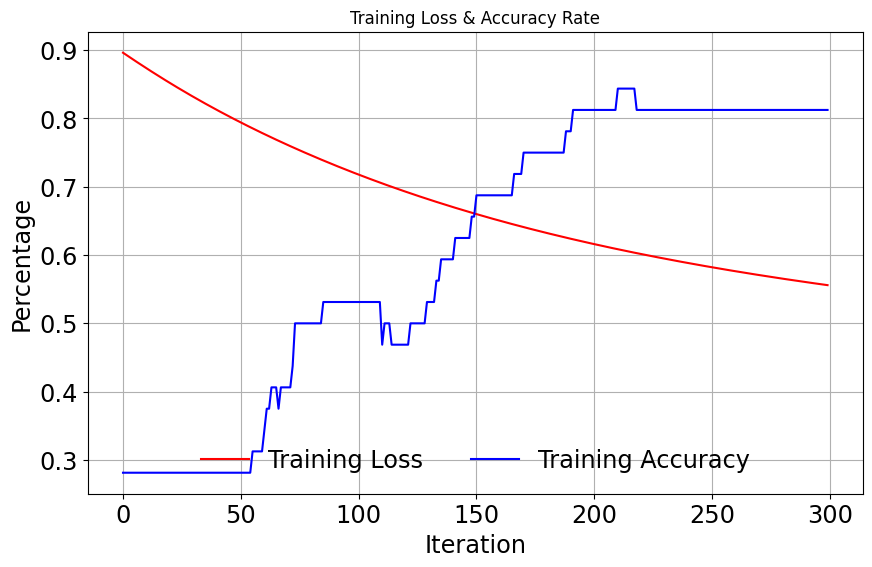 Training Loss & Accuracy Rate
0.9
0.8
0.7
0.6
0.5
0.4
0.3
Percentage
Training Loss Training Accuracy
0 50 100 150 200 250 300
Iteration